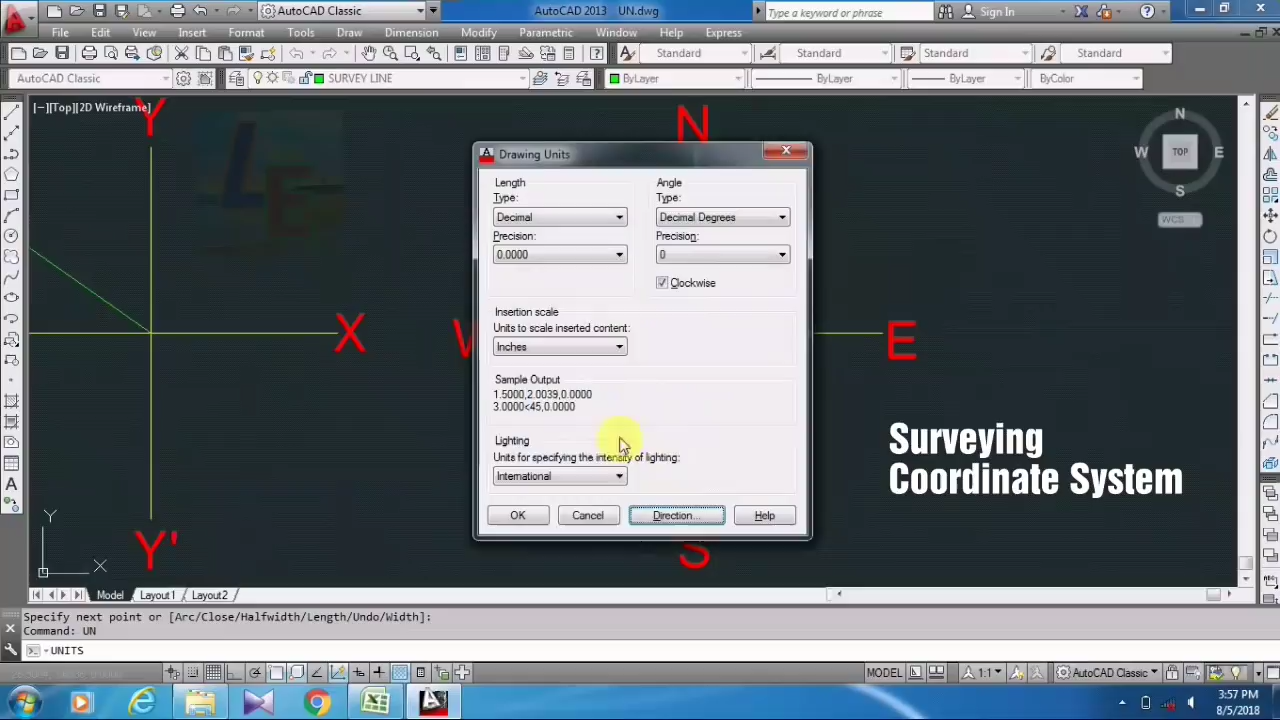 AutoCAD Classic
AutoCAD 2013 UN.dwg
Type a keyword or phrase
Sign In
File Edit View Insert Format Tools Draw Dimension Modify Parametric Window Help Express
Standard Standard Standard Standard
AutoCAD Classic
SURVEY LINE
ByLayer ByLayer ByLayer ByColor
[−][Top][2D Wireframe]
Y
N
N
W TOP E
S
WCS
X
W
E
Y'
S
Y
X
Drawing Units
Length
Type:
Decimal
Precision:
0.0000
Angle
Type:
Decimal Degrees
Precision:
0
Clockwise
Insertion scale
Units to scale inserted content:
Inches
Sample Output
1.5000,2.0039,0.0000
3.0000<45,0.0000
Lighting
Units for specifying the intensity of lighting:
International
OK Cancel Direction... Help
Surveying
Coordinate System
Model Layout1 Layout2
Specify next point or [Arc/Close/Halfwidth/Length/Undo/Width]:
Command: UN
UNITS
MODEL 1:1 AutoCAD Classic
3:57 PM
8/5/2018